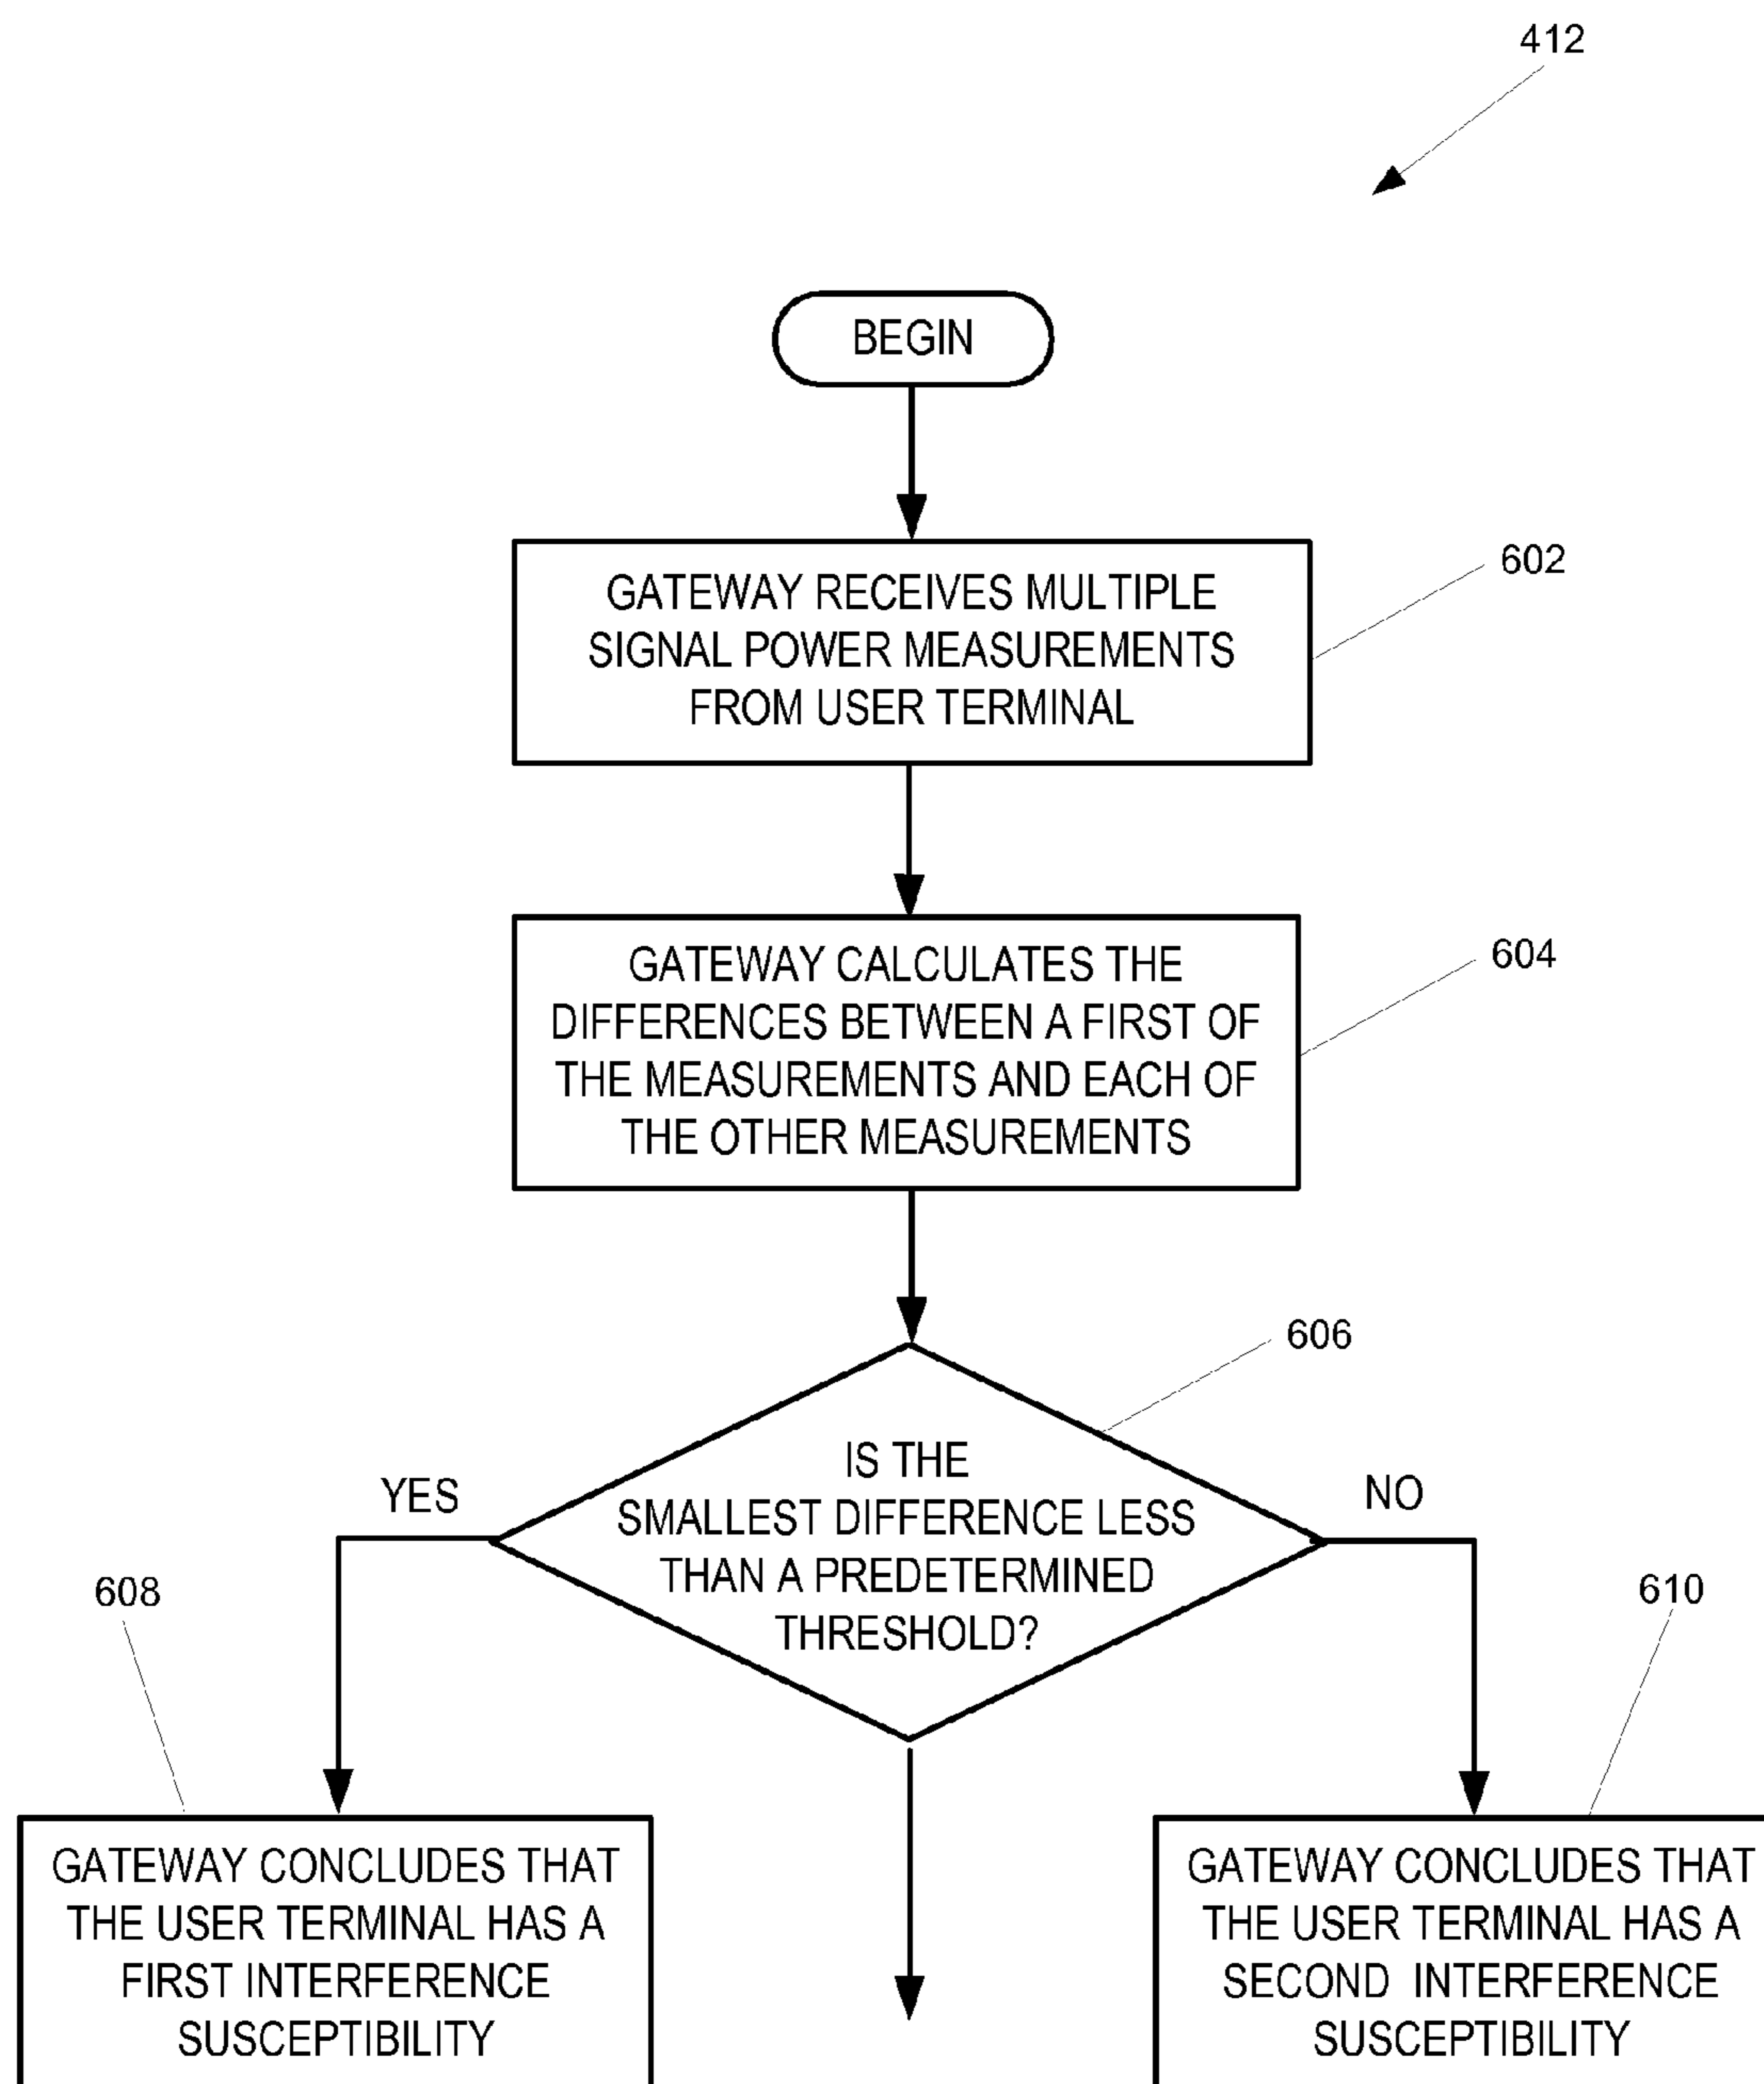 412
BEGIN
GATEWAY RECEIVES MULTIPLE
SIGNAL POWER MEASUREMENTS
FROM USER TERMINAL
602
GATEWAY CALCULATES THE
DIFFERENCES BETWEEN A FIRST OF
THE MEASUREMENTS AND EACH OF
THE OTHER MEASUREMENTS
604
606
IS THE
SMALLEST DIFFERENCE LESS
THAN A PREDETERMINED
THRESHOLD?
YES
NO
608
610
GATEWAY CONCLUDES THAT
THE USER TERMINAL HAS A
FIRST INTERFERENCE
SUSCEPTIBILITY
GATEWAY CONCLUDES THAT
THE USER TERMINAL HAS A
SECOND INTERFERENCE
SUSCEPTIBILITY